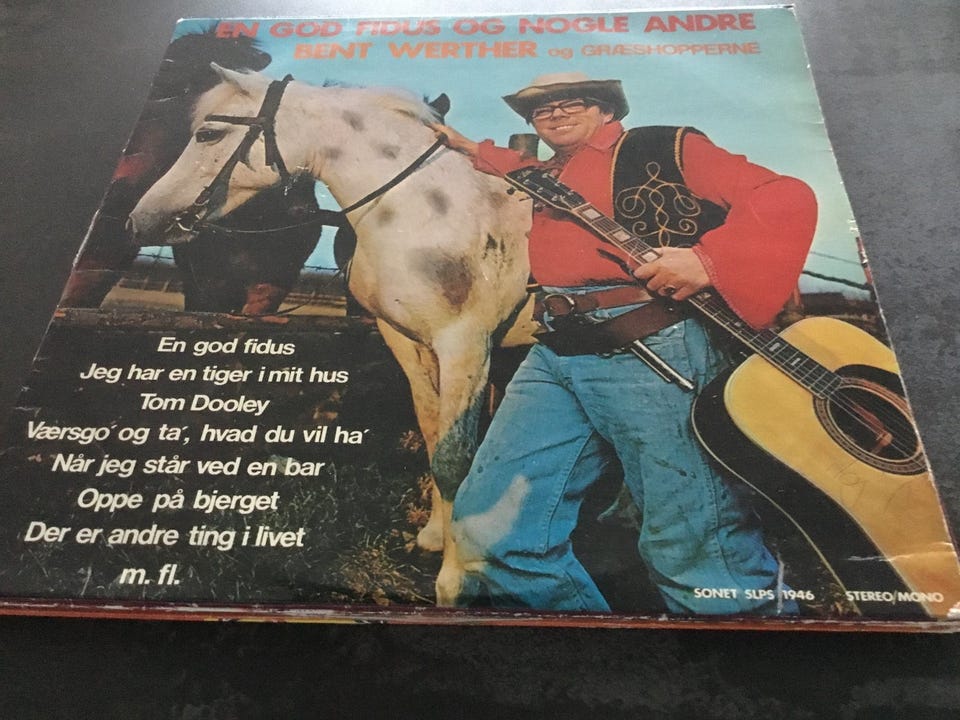 EN GOD FIDUS OG NOGLE ANDRE
BENT WERTHER og GRÆSHOPPERNE
En god fidus
Jeg har en tiger i mit hus
Tom Dooley
Værsgo´ og ta´, hvad du vil ha´
Når jeg står ved en bar
Oppe på bjerget
Der er andre ting i livet
m. fl.
SONET SLPS 1946 STEREO/MONO